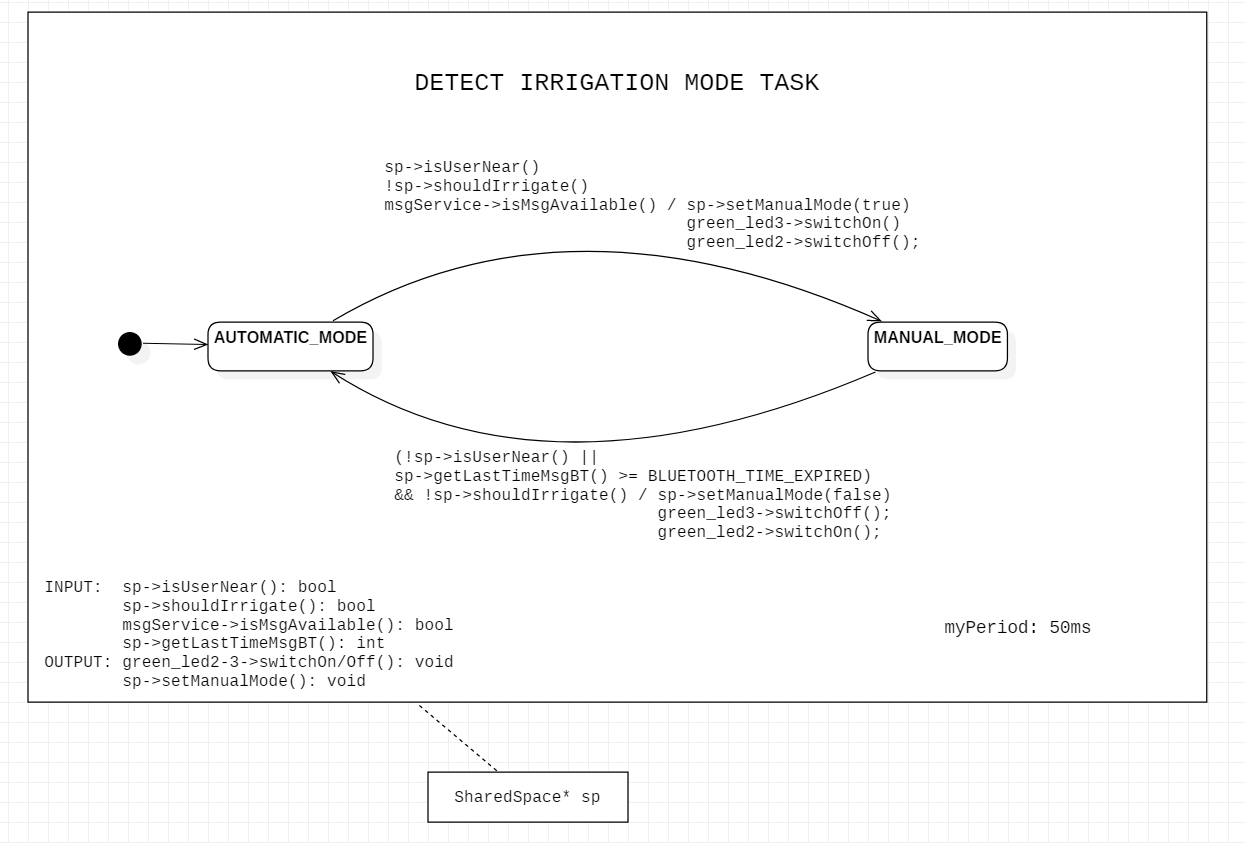 DETECT IRRIGATION MODE TASK
sp->isUserNear()
!sp->shouldIrrigate()
msgService->isMsgAvailable() / sp->setManualMode(true)
green_led3->switchOn()
green_led2->switchOff();
AUTOMATIC_MODE
MANUAL_MODE
(!sp->isUserNear() ||
sp->getLastTimeMsgBT() >= BLUETOOTH_TIME_EXPIRED)
&& !sp->shouldIrrigate() / sp->setManualMode(false)
green_led3->switchOff();
green_led2->switchOn();
INPUT: sp->isUserNear(): bool
sp->shouldIrrigate(): bool
msgService->isMsgAvailable(): bool
sp->getLastTimeMsgBT(): int
OUTPUT: green_led2-3->switchOn/Off(): void
sp->setManualMode(): void
myPeriod: 50ms
SharedSpace* sp